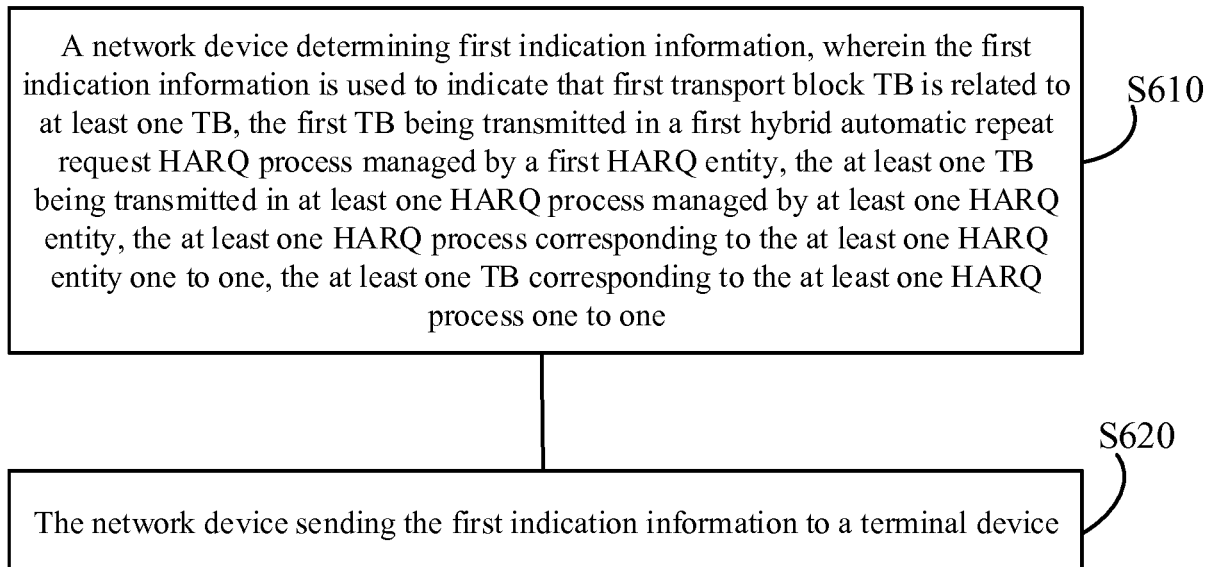 A network device determining first indication information, wherein the first
indication information is used to indicate that first transport block TB is related to
at least one TB, the first TB being transmitted in a first hybrid automatic repeat
request HARQ process managed by a first HARQ entity, the at least one TB
being transmitted in at least one HARQ process managed by at least one HARQ
entity, the at least one HARQ process corresponding to the at least one HARQ
entity one to one, the at least one TB corresponding to the at least one HARQ
process one to one
S610
S620
The network device sending the first indication information to a terminal device